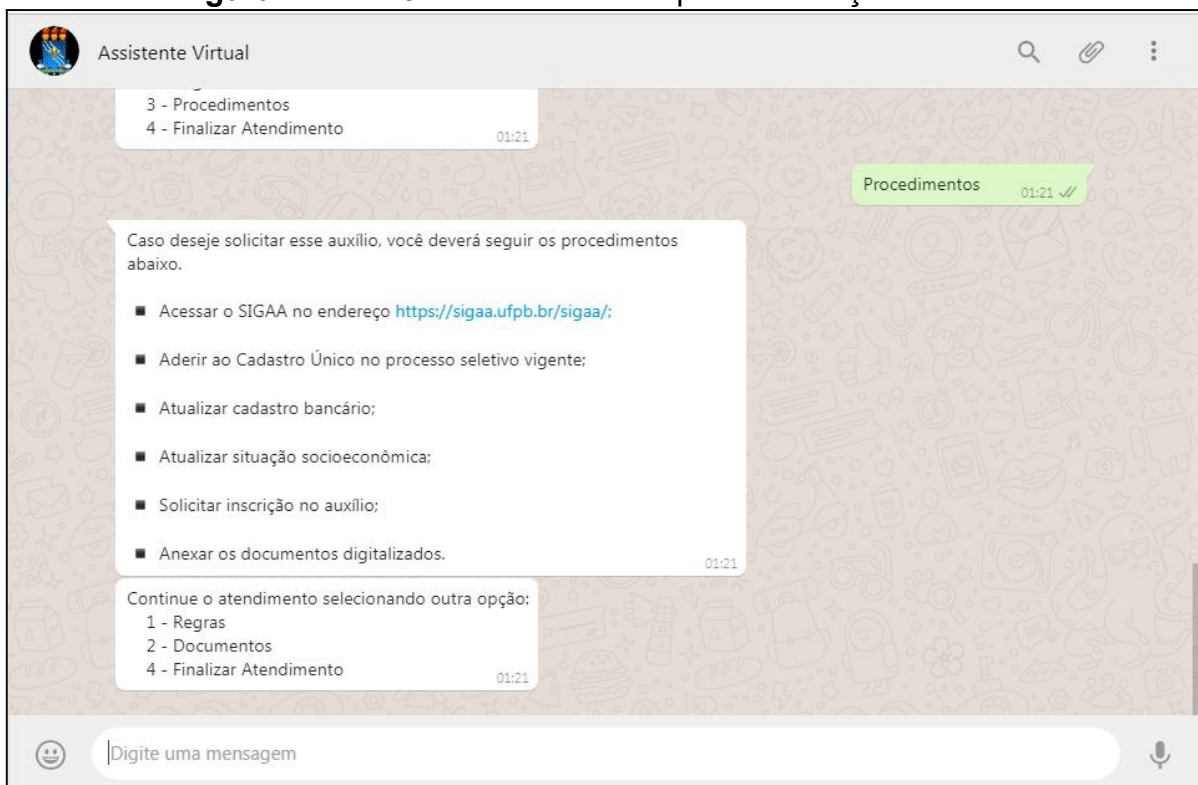 Assistente Virtual
3 - Procedimentos
4 - Finalizar Atendimento
01:21
Procedimentos
01:21
Caso deseje solicitar esse auxílio, você deverá seguir os procedimentos
abaixo.
▪ Acessar o SIGAA no endereço https://sigaa.ufpb.br/sigaa/;
▪ Aderir ao Cadastro Único no processo seletivo vigente;
▪ Atualizar cadastro bancário;
▪ Atualizar situação socioeconômica;
▪ Solicitar inscrição no auxílio;
▪ Anexar os documentos digitalizados.
01:21
Continue o atendimento selecionando outra opção:
1 - Regras
2 - Documentos
4 - Finalizar Atendimento
01:21
Digite uma mensagem